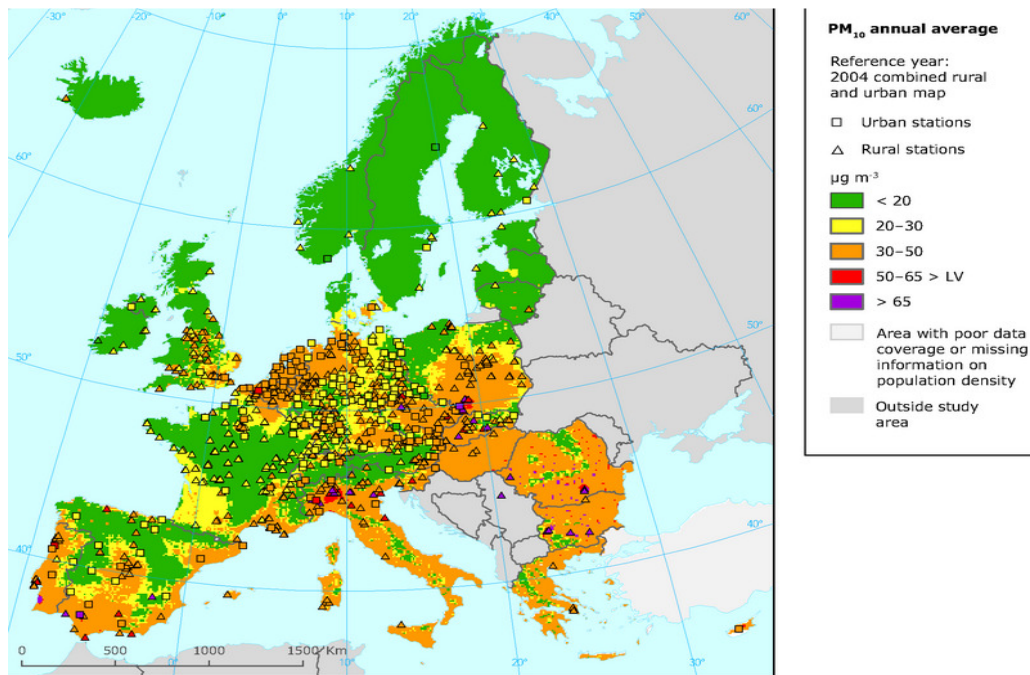 -30°
-20°
-10°
0°
10°
20°
30°
40°
50°
60°
60°
60°
50°
50°
40°
40°
0
500
1000
1500 Km
0°
10°
20°
30°
PM₁₀ annual average
Reference year:
2004 combined rural
and urban map
Urban stations
Rural stations
µg m⁻³
< 20
20–30
30–50
50–65 > LV
> 65
Area with poor data
coverage or missing
information on
population density
Outside study
area